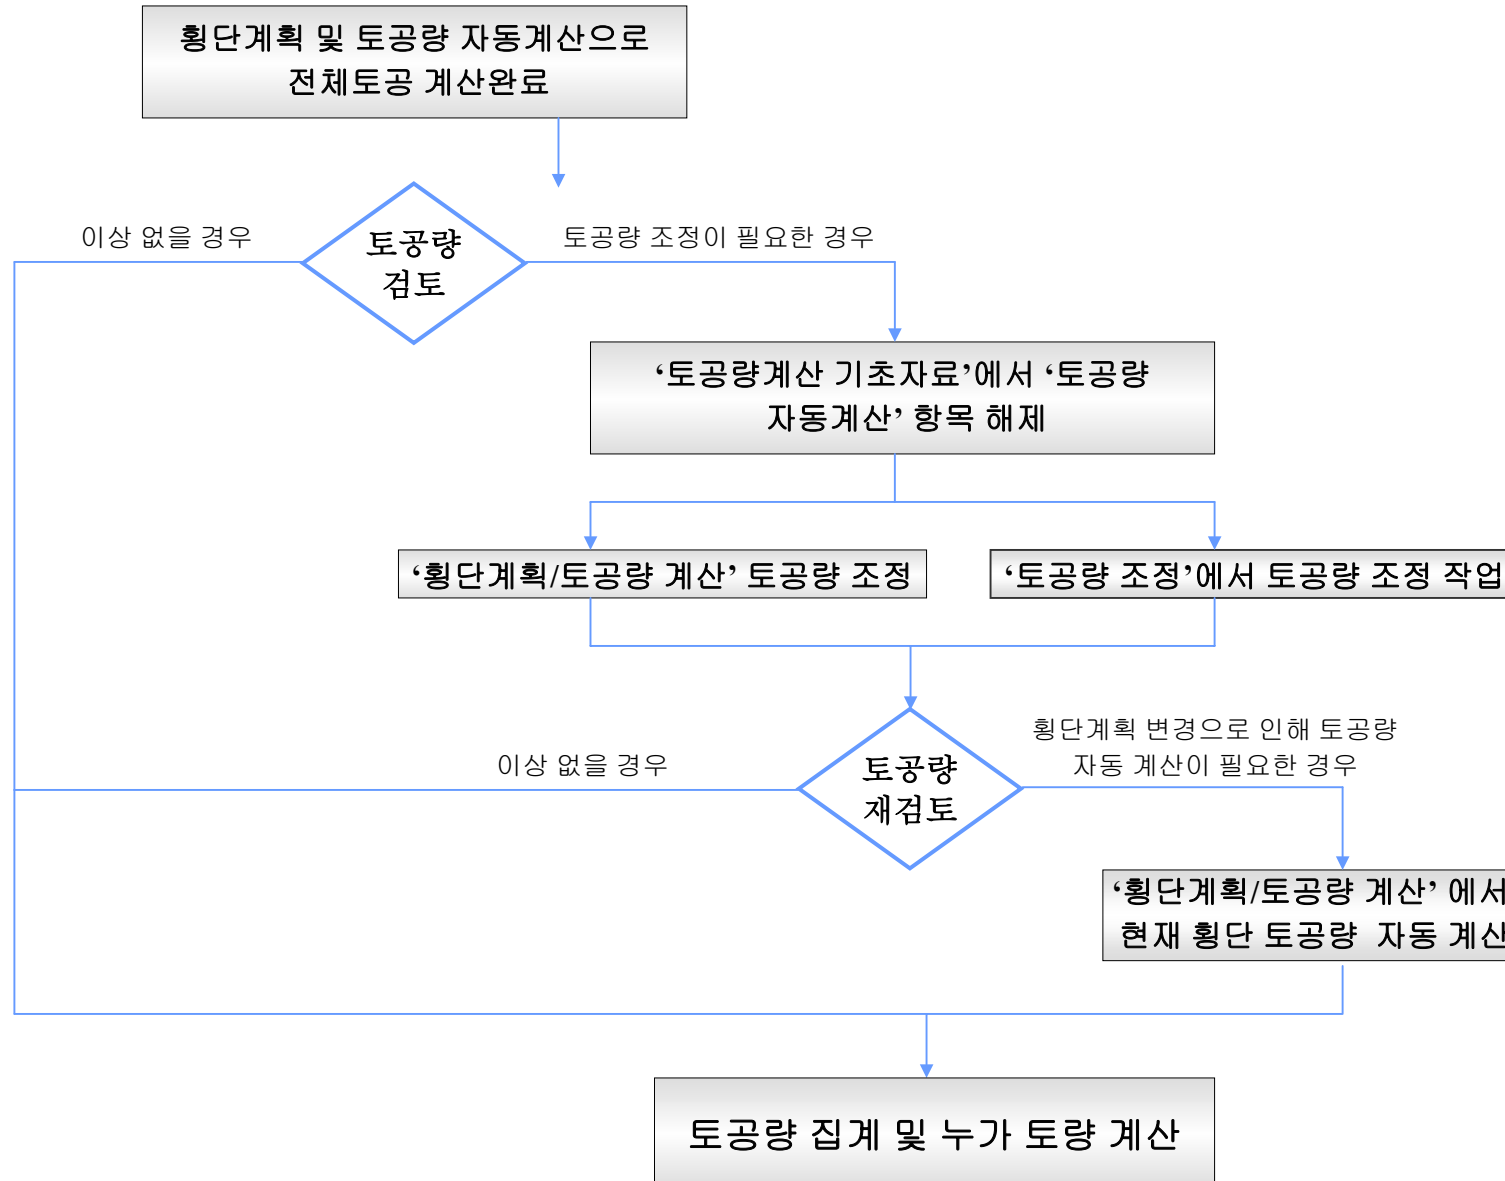 횡단계획 및 토공량 자동계산으로
전체토공 계산완료
이상 없을 경우
토공량
검토
토공량 조정이 필요한 경우
‘토공량계산 기초자료’에서 ‘토공량
자동계산’ 항목 해제
‘횡단계획/토공량 계산’ 토공량 조정
‘토공량 조정’에서 토공량 조정 작업
이상 없을 경우
토공량
재검토
횡단계획 변경으로 인해 토공량
자동 계산이 필요한 경우
‘횡단계획/토공량 계산’ 에서
현재 횡단 토공량 자동 계산
토공량 집계 및 누가 토량 계산